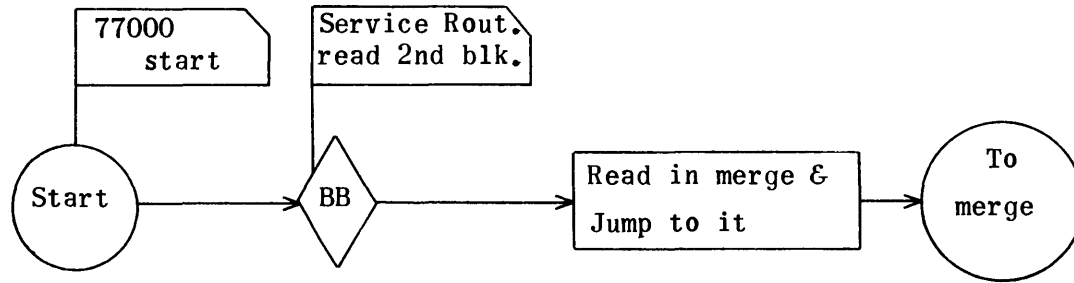 77000
start
Service Rout.
read 2nd blk.
Start
BB
Read in merge &
Jump to it
To
merge